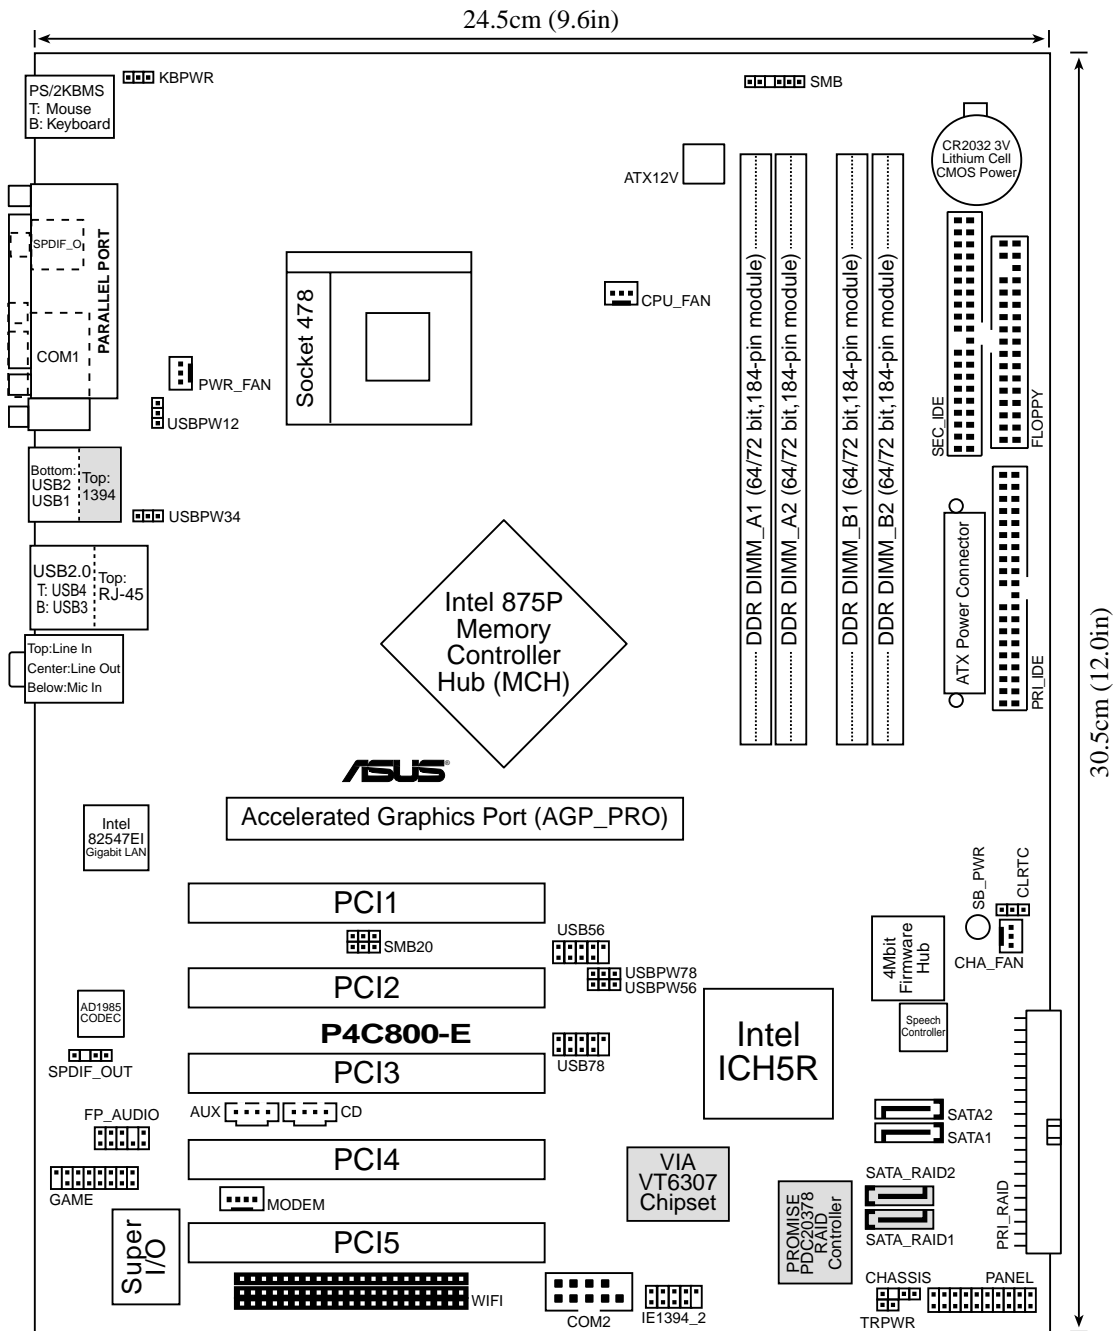 24.5cm (9.6in)
KBPWR
SMB
PS/2KBMS
T: Mouse
B: Keyboard
CR2032 3V
Lithium Cell
CMOS Power
ATX12V
SPDIF_O
PARALLEL PORT
COM1
Socket 478
CPU_FAN
PWR_FAN
USBPW12
DDR DIMM_A1 (64/72 bit,184-pin module)
DDR DIMM_A2 (64/72 bit,184-pin module)
DDR DIMM_B1 (64/72 bit,184-pin module)
DDR DIMM_B2 (64/72 bit,184-pin module)
SEC_IDE
FLOPPY
Bottom:
USB2
USB1
Top:
1394
USBPW34
USB2.0
T: USB4
B: USB3
Top:
RJ-45
Intel 875P
Memory
Controller
Hub (MCH)
ATX Power Connector
PRI_IDE
30.5cm (12.0in)
Top:Line In
Center:Line Out
Below:Mic In
ASUS
Accelerated Graphics Port (AGP_PRO)
Intel
82547EI
Gigabit LAN
SB_PWR
CLRTC
PCI1
SMB20
USB56
4Mbit
Firmware
Hub
CHA_FAN
USBPW78
USBPW56
PCI2
AD1985
CODEC
P4C800-E
Intel
ICH5R
Speech
Controller
SPDIF_OUT
USB78
PCI3
AUX
CD
FP_AUDIO
SATA2
SATA1
PCI4
VIA
VT6307
Chipset
SATA_RAID2
GAME
MODEM
PROMISE
PDC20378
RAID
Controller
PRI_RAID
SATA_RAID1
Super
I/O
PCI5
CHASSIS
PANEL
WIFI
COM2
IE1394_2
TRPWR